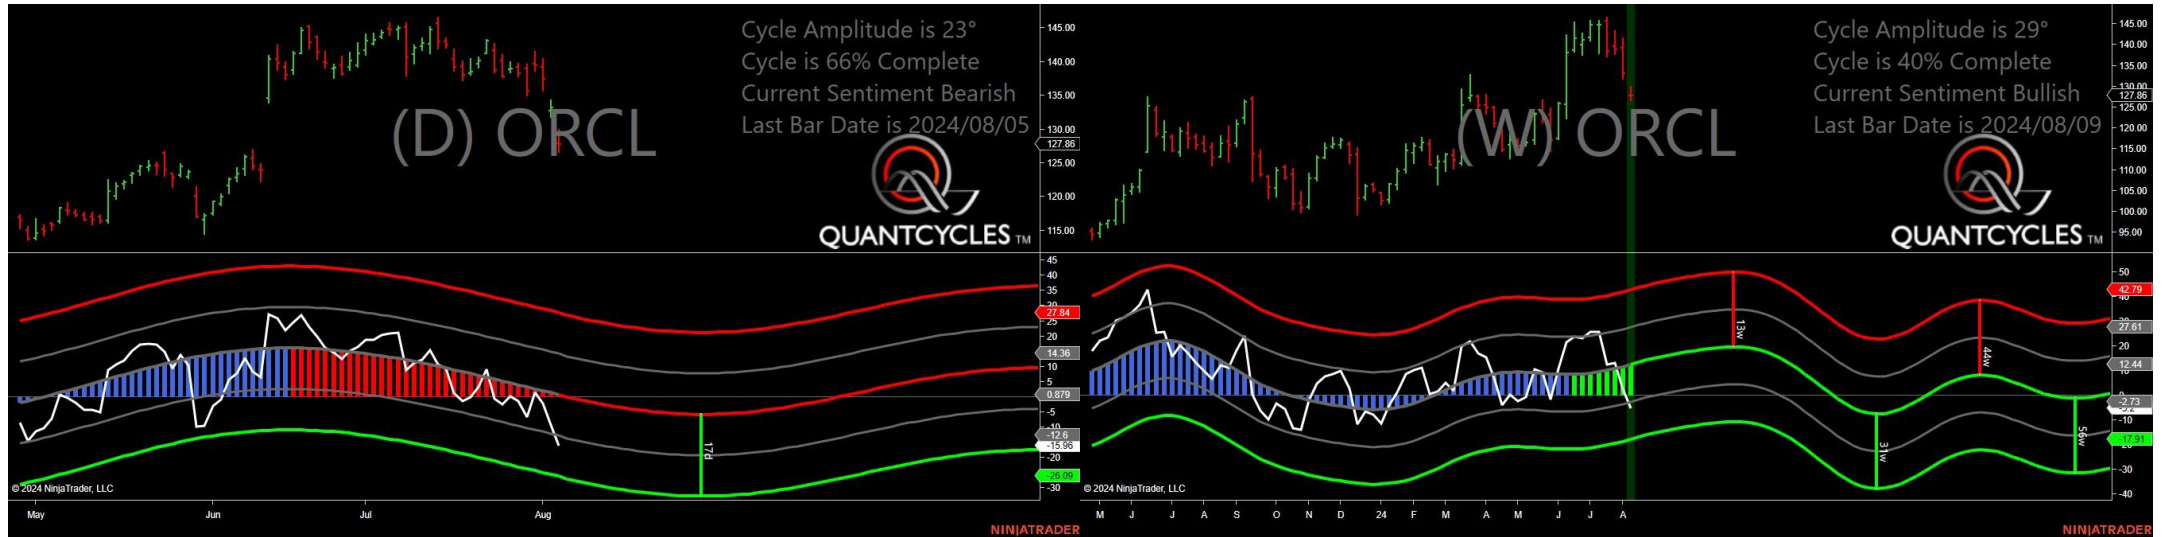 Cycle Amplitude is 23°
Cycle is 66% Complete
Current Sentiment Bearish
Last Bar Date is 2024/08/05
(D) ORCL
QUANTCYCLES TM
145.00
140.00
135.00
130.00
127.86
125.00
120.00
115.00
45
40
35
27.84
25
20
14.36
10
5
0.879
-5
-12.6
-15.96
-20
-26.09
-30
17d
© 2024 NinjaTrader, LLC
May Jun Jul Aug
NINJATRADER
Cycle Amplitude is 29°
Cycle is 40% Complete
Current Sentiment Bullish
Last Bar Date is 2024/08/09
(W) ORCL
QUANTCYCLES TM
145.00
140.00
135.00
130.00
127.86
125.00
120.00
115.00
110.00
105.00
100.00
95.00
50
42.79
27.61
20
12.44
-2.73
-10
-17.91
-30
-40
13w
31w
44w
56w
© 2024 NinjaTrader, LLC
M J J A S O N D 24 F M A M J J A
NINJATRADER